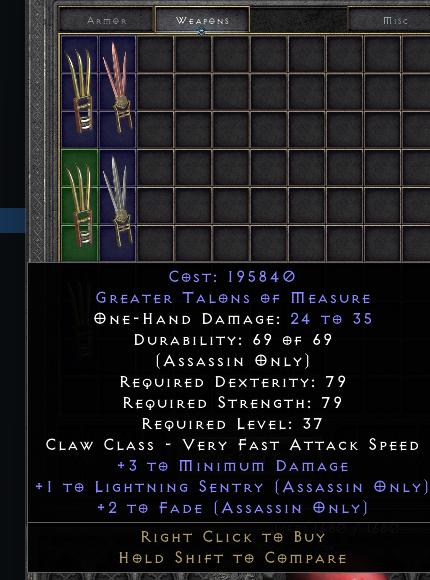 Armor
Weapons
Misc
Cost: 195840
Greater Talons of Measure
One-Hand Damage: 24 to 35
Durability: 69 of 69
(Assassin Only)
Required Dexterity: 79
Required Strength: 79
Required Level: 37
Claw Class - Very Fast Attack Speed
+3 to Minimum Damage
+1 to Lightning Sentry (Assassin Only)
+2 to Fade (Assassin Only)
Right Click to Buy
Hold Shift to Compare